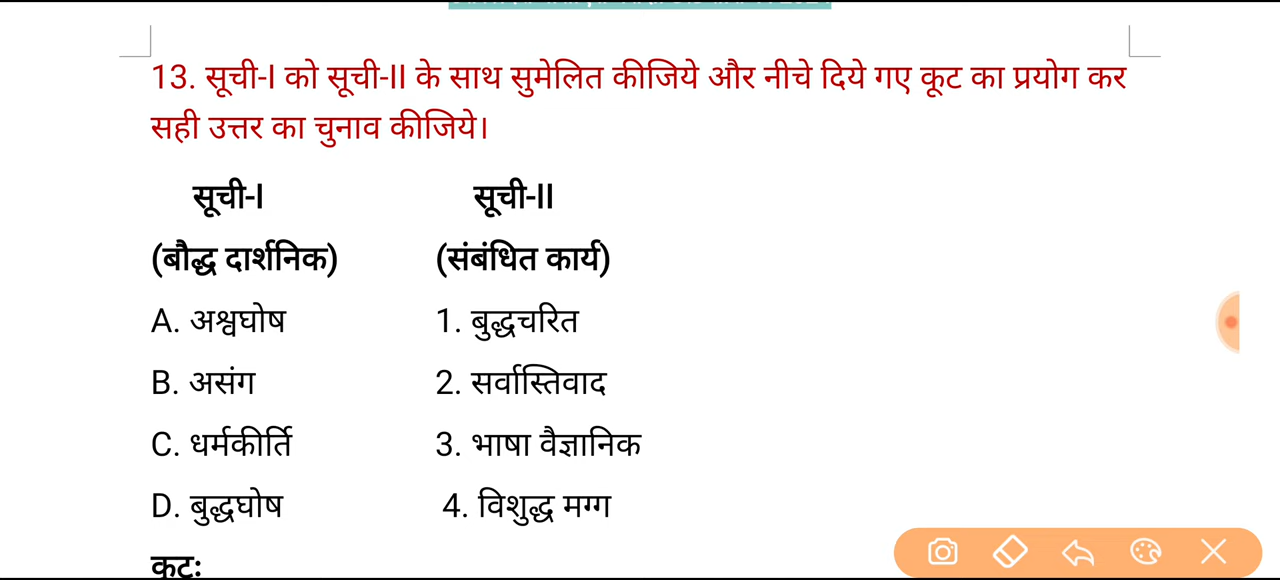 13. सूची-I को सूची-II के साथ सुमेलित कीजिये और नीचे दिये गए कूट का प्रयोग कर
सही उत्तर का चुनाव कीजिये।
सूची-I सूची-II
(बौद्ध दार्शनिक) (संबंधित कार्य)
A. अश्वघोष 1. बुद्धचरित
B. असंग 2. सर्वास्तिवाद
C. धर्मकीर्ति 3. भाषा वैज्ञानिक
D. बुद्धघोष 4. विशुद्ध मग्ग
कूटः